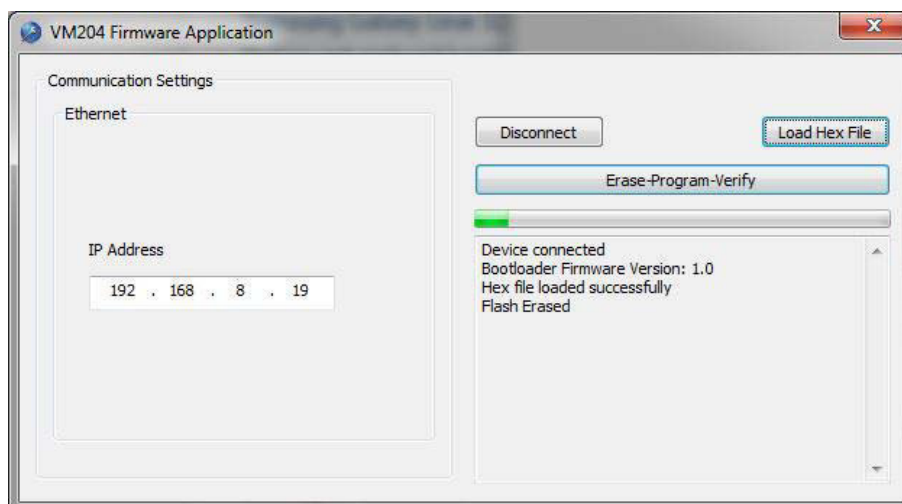 VM204 Firmware Application
Communication Settings
Ethernet
IP Address
192 . 168 . 8 . 19
Disconnect
Load Hex File
Erase-Program-Verify
Device connected
Bootloader Firmware Version: 1.0
Hex file loaded successfully
Flash Erased